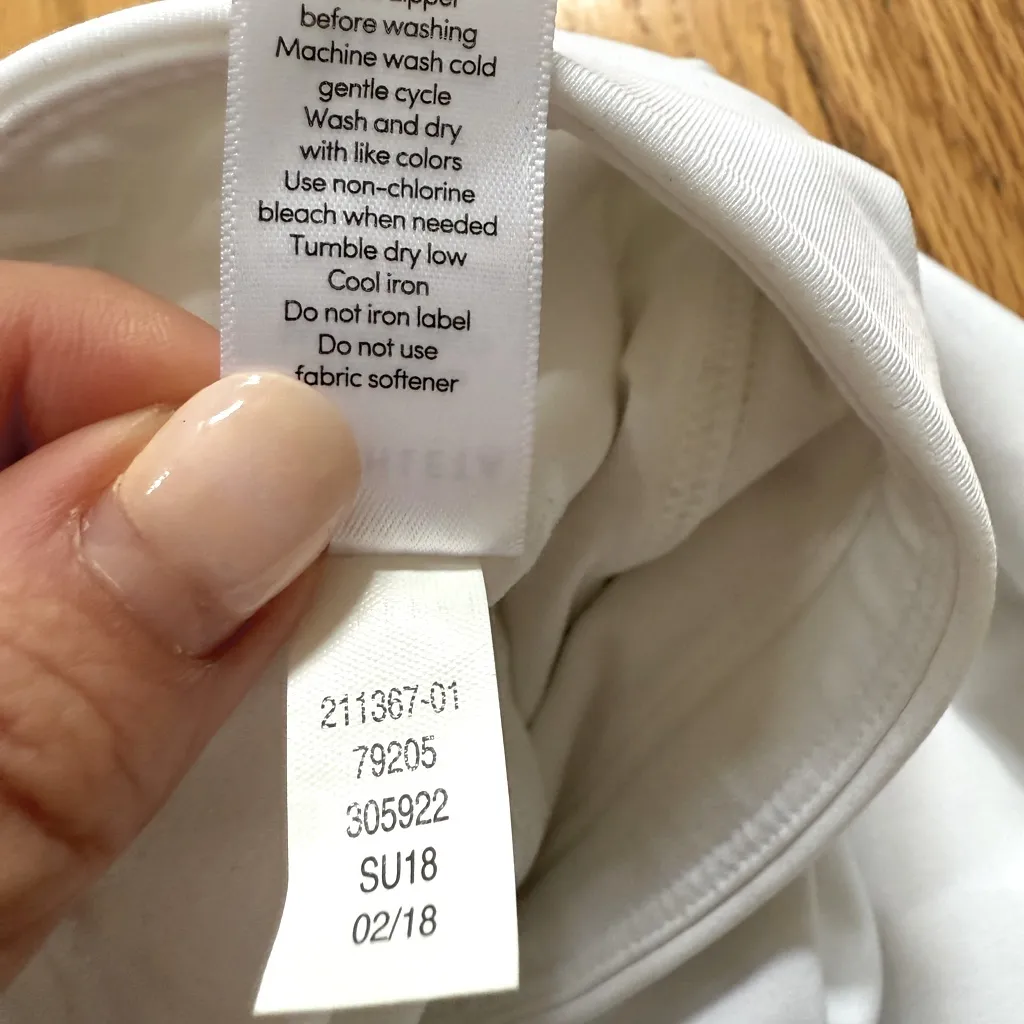 before washing
Machine wash cold
gentle cycle
Wash and dry
with like colors
Use non-chlorine
bleach when needed
Tumble dry low
Cool iron
Do not iron label
Do not use
fabric softener
211367-01
79205
305922
SU18
02/18